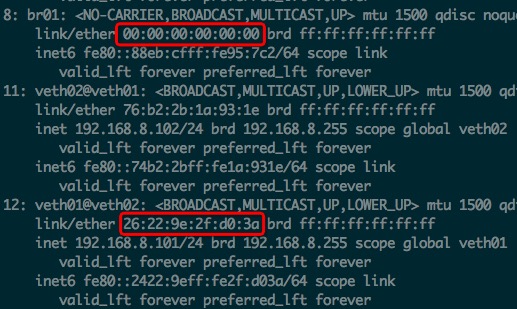 valid_lft forever preferred_lft forever
8: br01: <NO-CARRIER,BROADCAST,MULTICAST,UP> mtu 1500 qdisc noque
link/ether 00:00:00:00:00:00 brd ff:ff:ff:ff:ff:ff
inet6 fe80::88eb:cfff:fe95:7c2/64 scope link
valid_lft forever preferred_lft forever
11: veth02@veth01: <BROADCAST,MULTICAST,UP,LOWER_UP> mtu 1500 qd
link/ether 76:b2:2b:1a:93:1e brd ff:ff:ff:ff:ff:ff
inet 192.168.8.102/24 brd 192.168.8.255 scope global veth02
valid_lft forever preferred_lft forever
inet6 fe80::74b2:2bff:fe1a:931e/64 scope link
valid_lft forever preferred_lft forever
12: veth01@veth02: <BROADCAST,MULTICAST,UP,LOWER_UP> mtu 1500 qd
link/ether 26:22:9e:2f:d0:3a brd ff:ff:ff:ff:ff:ff
inet 192.168.8.101/24 brd 192.168.8.255 scope global veth01
valid_lft forever preferred_lft forever
inet6 fe80::2422:9eff:fe2f:d03a/64 scope link
valid_lft forever preferred_lft forever